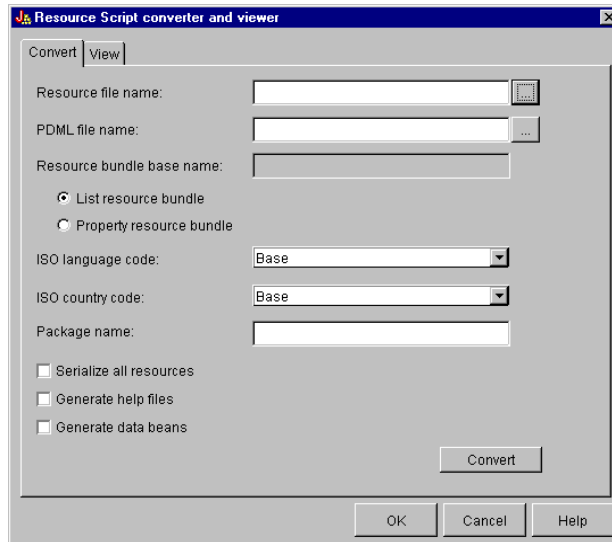 Resource Script converter and viewer
Convert View
Resource file name: ...
PDML file name: ...
Resource bundle base name:
List resource bundle
Property resource bundle
ISO language code: Base
ISO country code: Base
Package name:
Serialize all resources
Generate help files
Generate data beans
Convert
OK Cancel Help